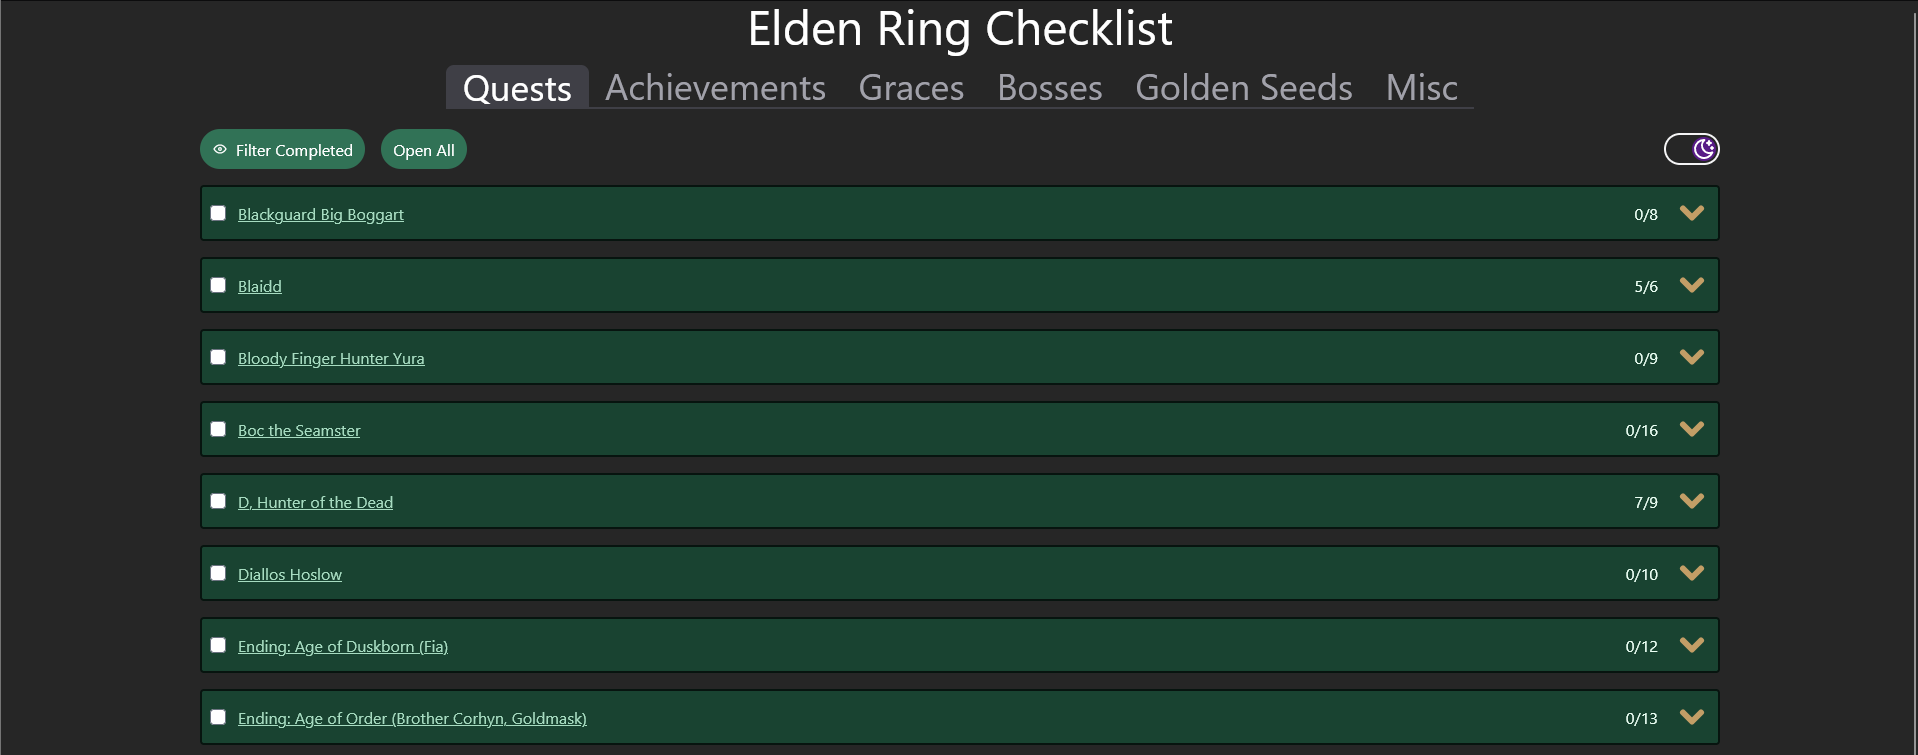 Elden Ring Checklist
Quests Achievements Graces Bosses Golden Seeds Misc
Filter Completed Open All
Blackguard Big Boggart 0/8
Blaidd 5/6
Bloody Finger Hunter Yura 0/9
Boc the Seamster 0/16
D, Hunter of the Dead 7/9
Diallos Hoslow 0/10
Ending: Age of Duskborn (Fia) 0/12
Ending: Age of Order (Brother Corhyn, Goldmask) 0/13